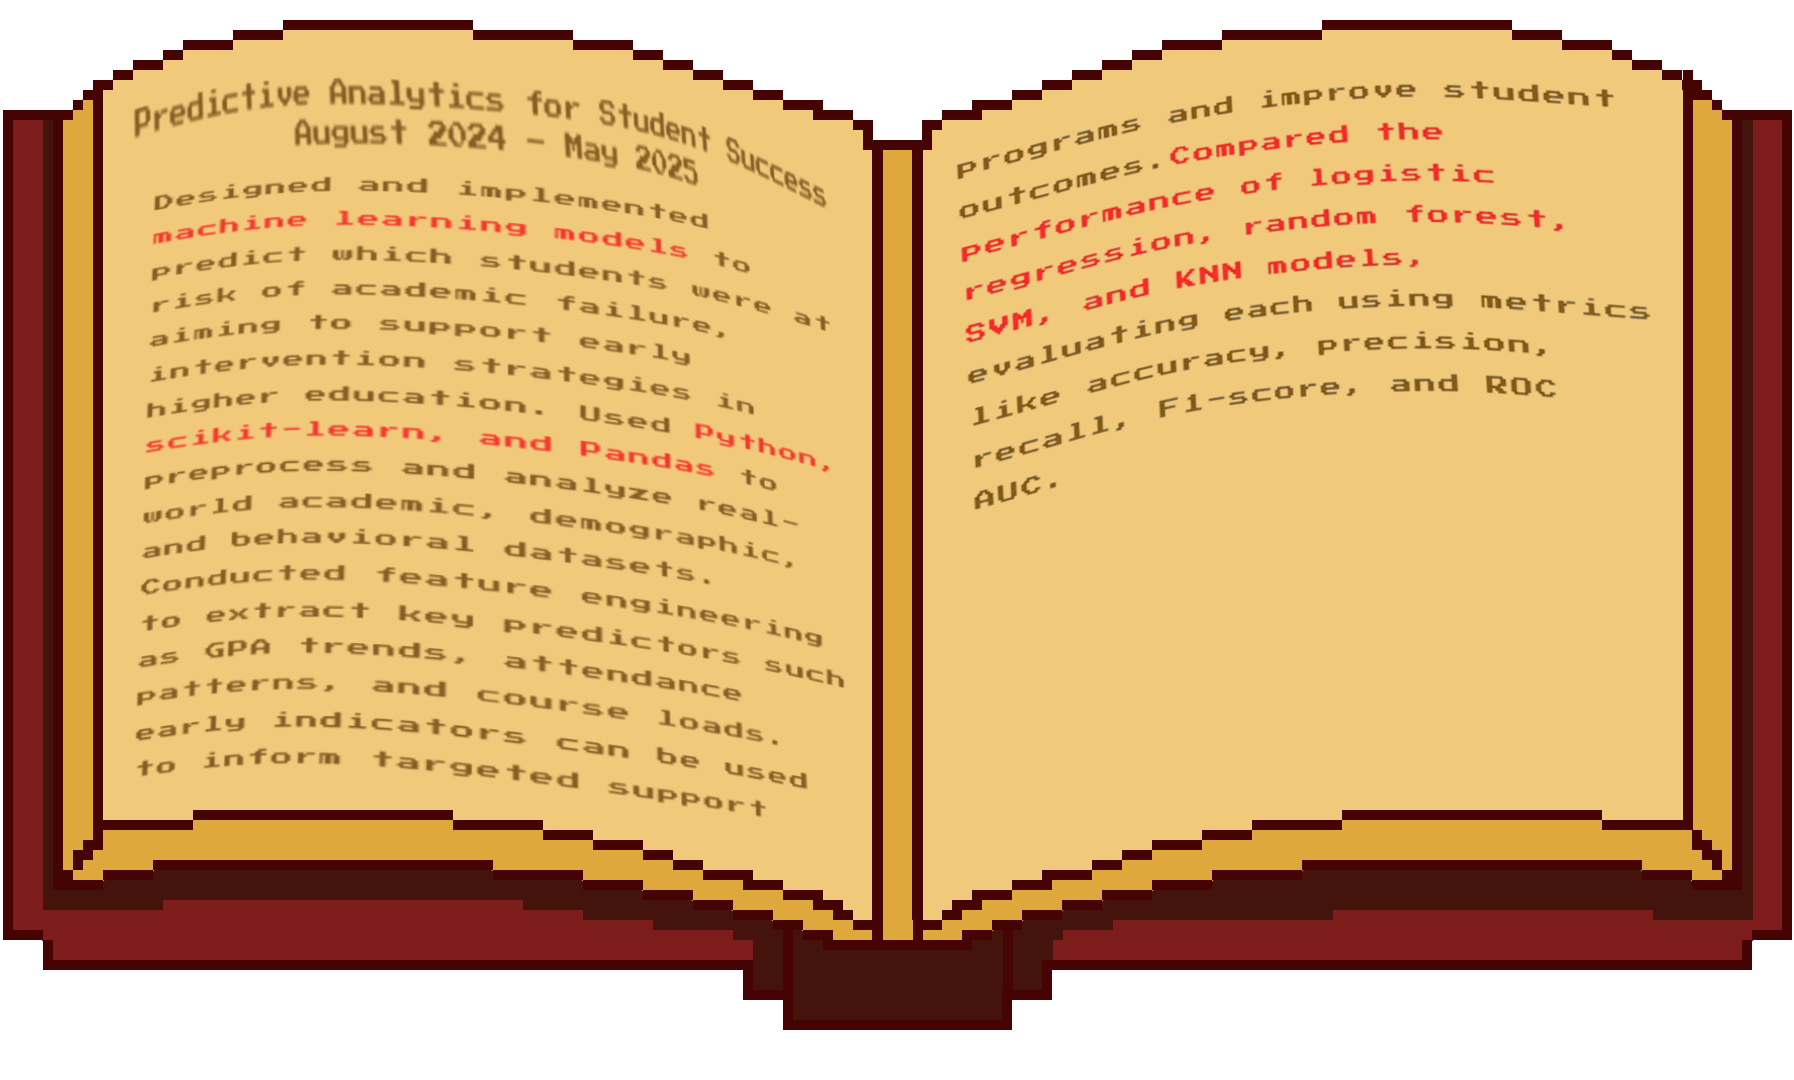 Predictive Analytics for Student Success
August 2024 - May 2025
Designed and implemented
machine learning models to
predict which students were at
risk of academic failure,
aiming to support early
intervention strategies in
higher education. Used Python,
scikit-learn, and Pandas to
preprocess and analyze real-
world academic, demographic,
and behavioral datasets.
Conducted feature engineering
to extract key predictors such
as GPA trends, attendance
patterns, and course loads.
early indicators can be used
to inform targeted support
programs and improve student
outcomes.Compared the
performance of logistic
regression, random forest,
SVM, and KNN models,
evaluating each using metrics
like accuracy, precision,
recall, F1-score, and ROC
AUC.